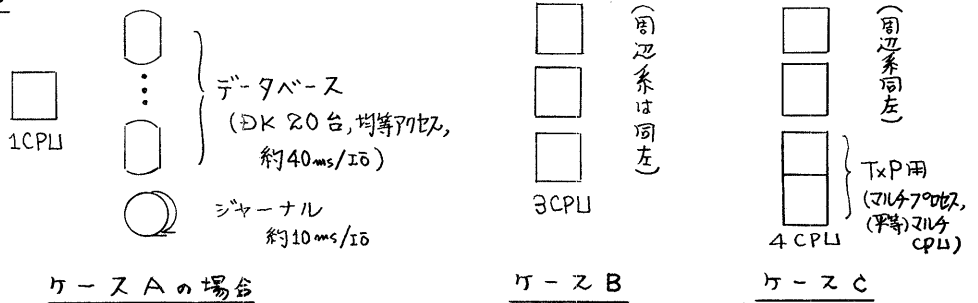 1CPU
データベース
(DK 20台, 均等アクセス,
約40ms/IO)
ジャーナル
約10ms/IO
ケースAの場合
(周辺系は同左)
3CPU
ケースB
(周辺系同左)
TxP用
(マルチプロセス,
(平等)マルチ
CPU)
4CPU
ケースC